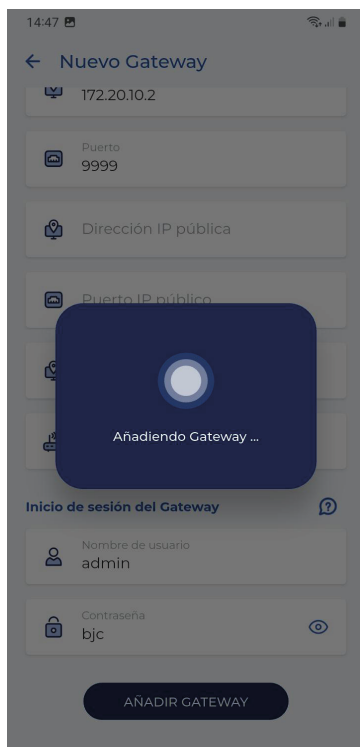 14:47
Nuevo Gateway
172.20.10.2
Puerto
9999
Dirección IP pública
Puerto IP público
Añadiendo Gateway ...
Inicio de sesión del Gateway
Nombre de usuario
admin
Contraseña
bjc
AÑADIR GATEWAY